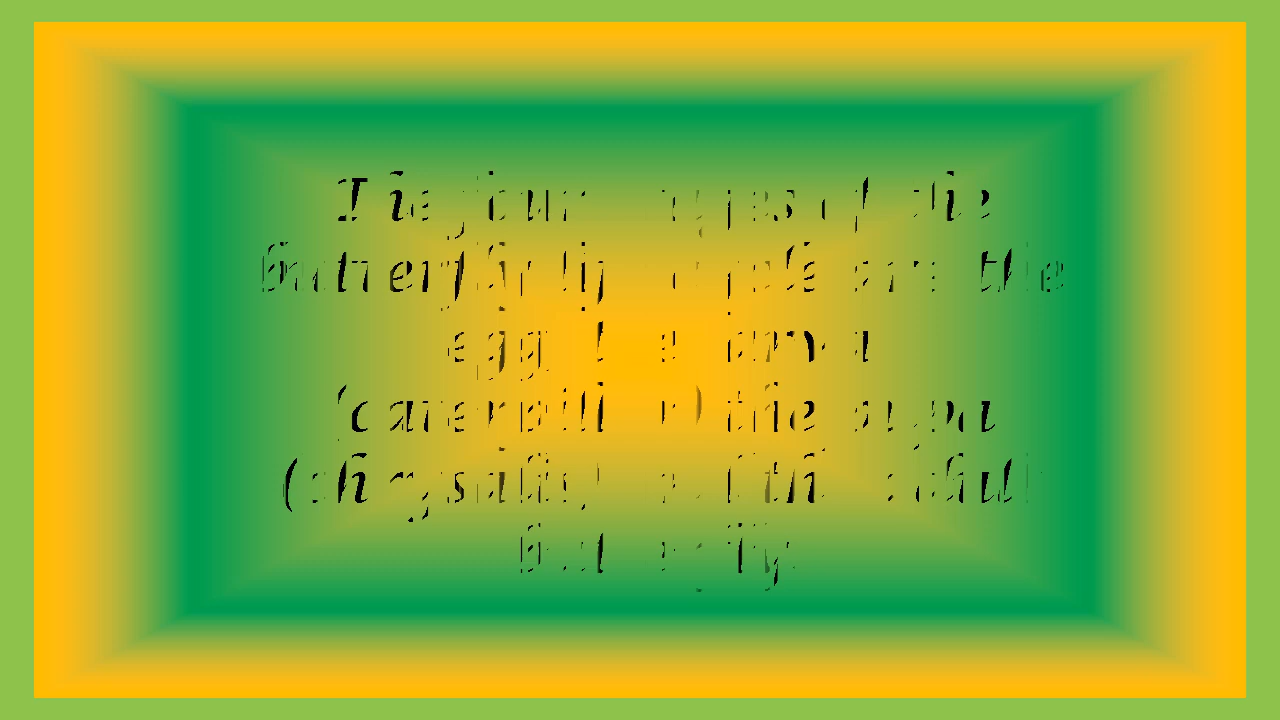 The four stages of the
butterfly life cycle are the
egg, the larva
(caterpillar), the pupa
(chrysalis), and the adult
butterfly.